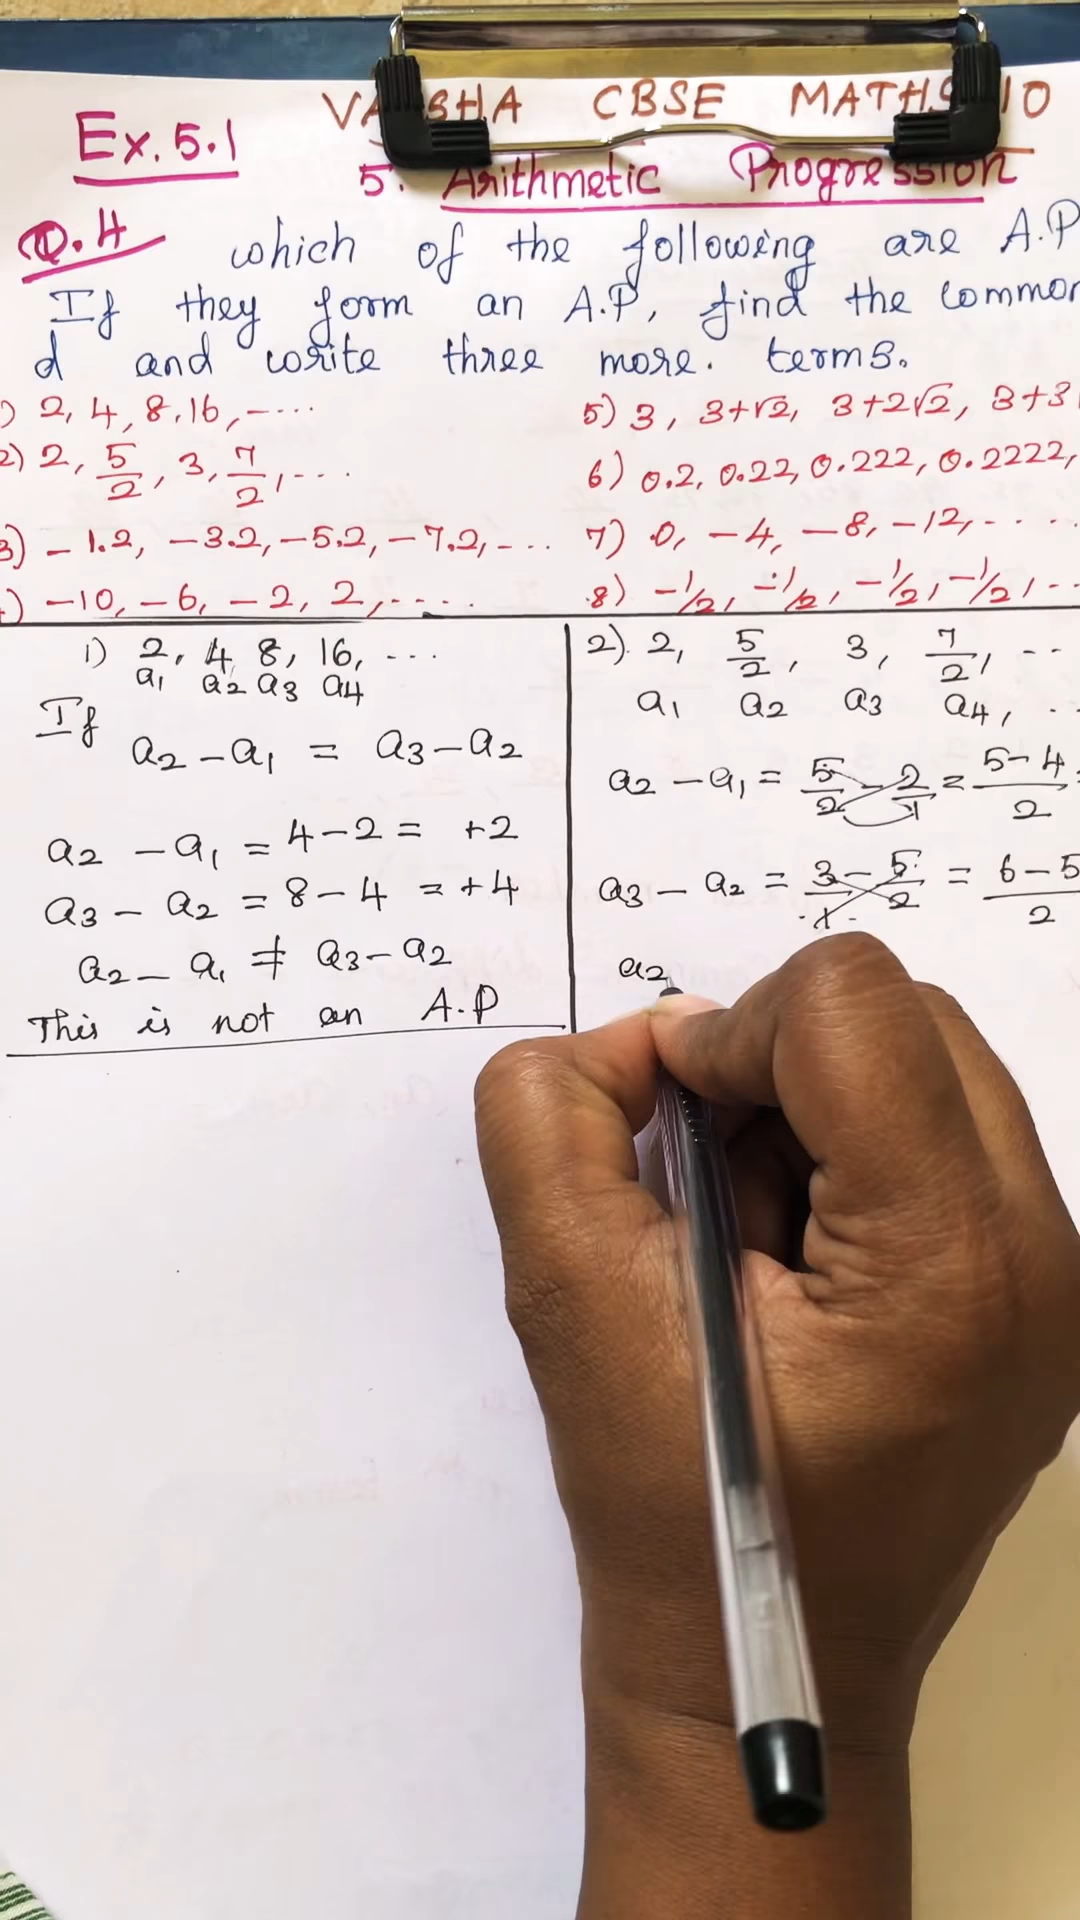 CBSE MATHS 10
Ex. 5.1
5. Arithmetic Progression
Q.4 which of the following are A.P
If they form an A.P, find the common
d and write three more. terms.
1) 2, 4, 8, 16, -....
2) 2, 5/2, 3, 7/2, ...
3) -1.2, -3.2, -5.2, -7.2, -...
-10, -6, -2, 2, -....
5) 3, 3+√2, 3+2√2, 3+3
6) 0.2, 0.22, 0.222, 0.2222,
7) 0, -4, -8, -12, -....
8) -1/2, -1/2, -1/2, -1/2, ..
1) 2, 4, 8, 16, - - - -
a1 a2 a3 a4
If
a2 - a1 = a3 - a2
a2 - a1 = 4 - 2 = +2
a3 - a2 = 8 - 4 = +4
a2 - a1 ≠ a3 - a2
This is not an A.P
2) 2, 5/2, 3, 7/2, ..
a1 a2 a3 a4, ..
a2 - a1 = 5/2 - 2/1 = 5-4/2 =
a3 - a2 = 3/1 - 5/2 = 6-5/2
a2